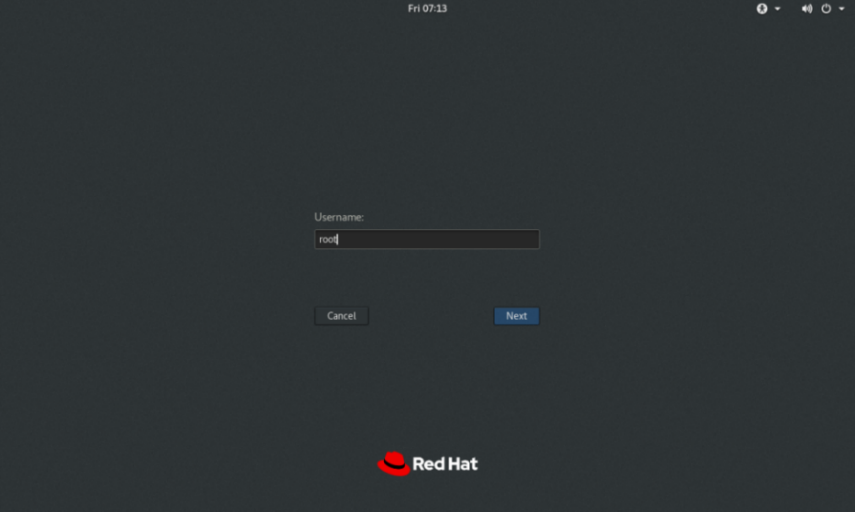 Fri 07:13
Username:
root
Cancel
Next
Red Hat